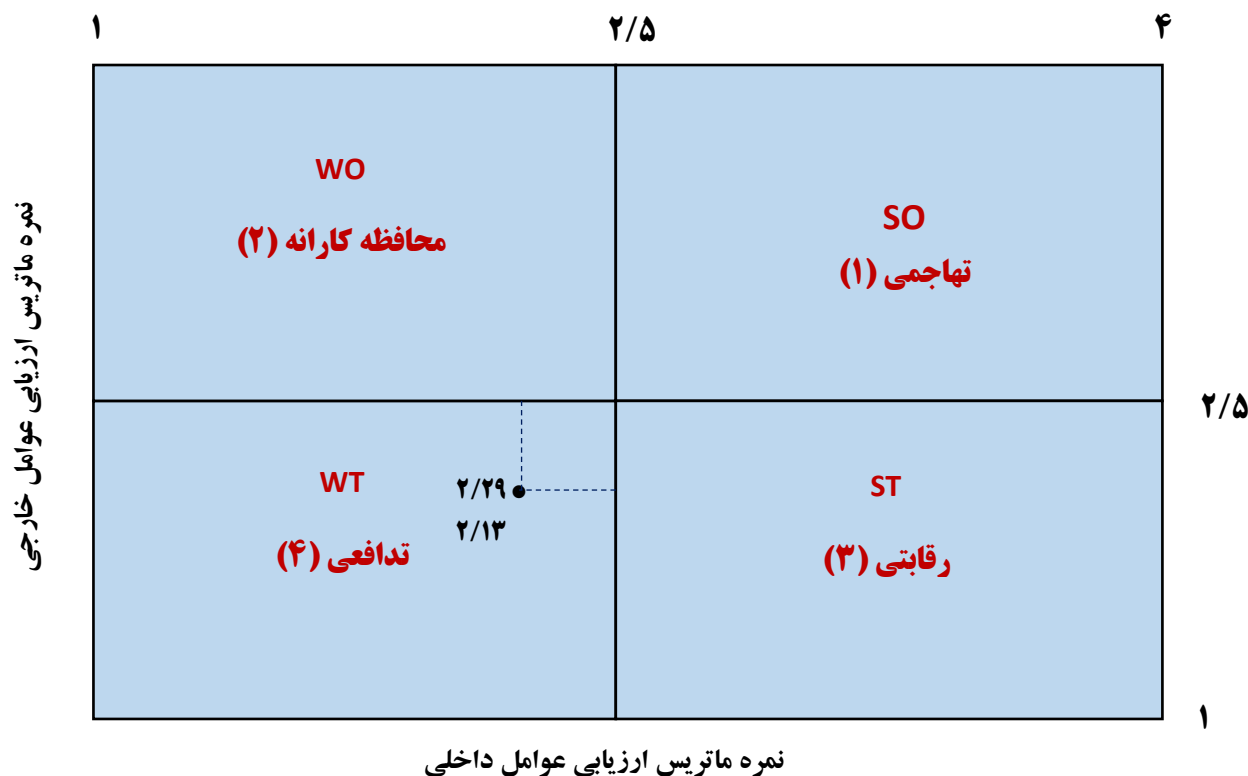 ۱
۲/۵
۴
WO
محافظه کارانه (۲)
SO
تهاجمی (۱)
نمره ماتریس ارزیابی عوامل خارجی
۲/۵
WT
تدافعی (۴)
۲/۲۹
۲/۱۳
ST
رقابتی (۳)
۱
نمره ماتریس ارزیابی عوامل داخلی